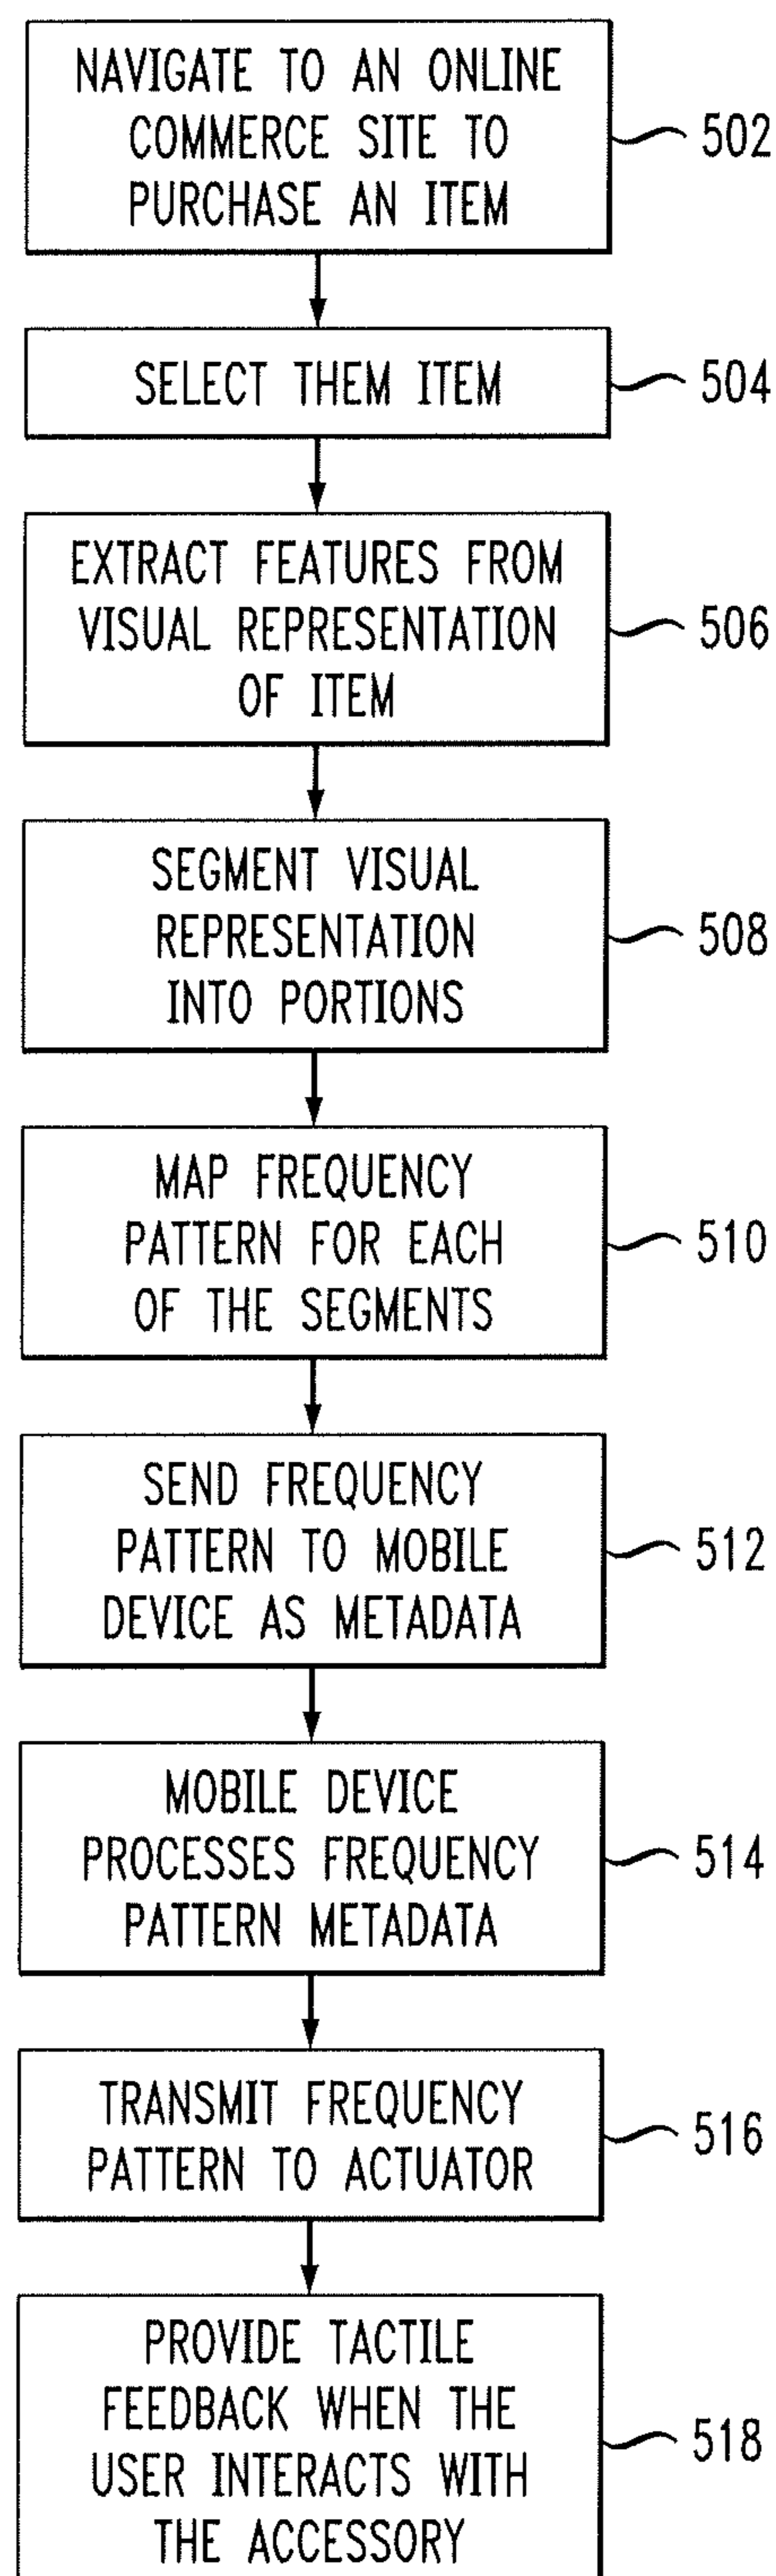 NAVIGATE TO AN ONLINE
COMMERCE SITE TO
PURCHASE AN ITEM
502
SELECT THEM ITEM
504
EXTRACT FEATURES FROM
VISUAL REPRESENTATION
OF ITEM
506
SEGMENT VISUAL
REPRESENTATION
INTO PORTIONS
508
MAP FREQUENCY
PATTERN FOR EACH
OF THE SEGMENTS
510
SEND FREQUENCY
PATTERN TO MOBILE
DEVICE AS METADATA
512
MOBILE DEVICE
PROCESSES FREQUENCY
PATTERN METADATA
514
TRANSMIT FREQUENCY
PATTERN TO ACTUATOR
516
PROVIDE TACTILE
FEEDBACK WHEN THE
USER INTERACTS WITH
THE ACCESSORY
518